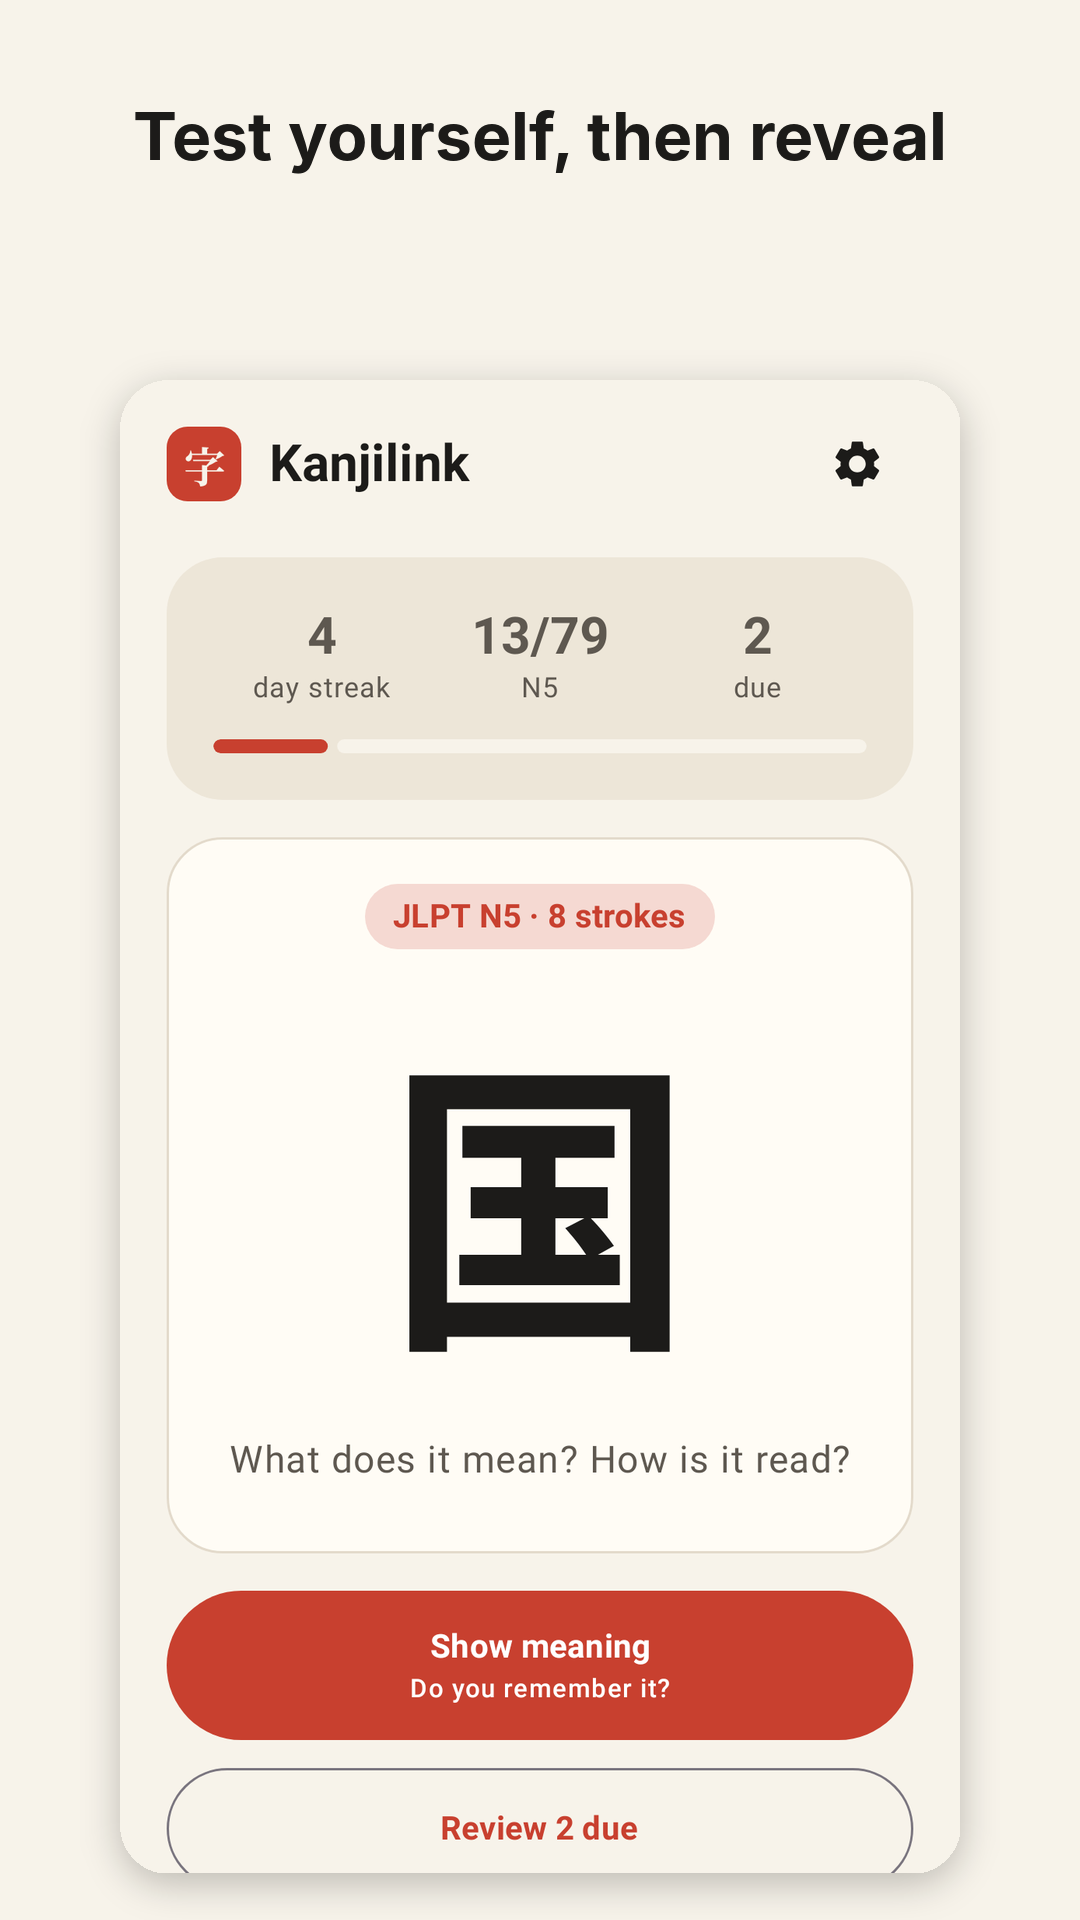 Test yourself, then reveal
字 Kanjilink
4 13/79 2
day streak N5 due
JLPT N5 · 8 strokes
国
What does it mean? How is it read?
Show meaning
Do you remember it?
Review 2 due